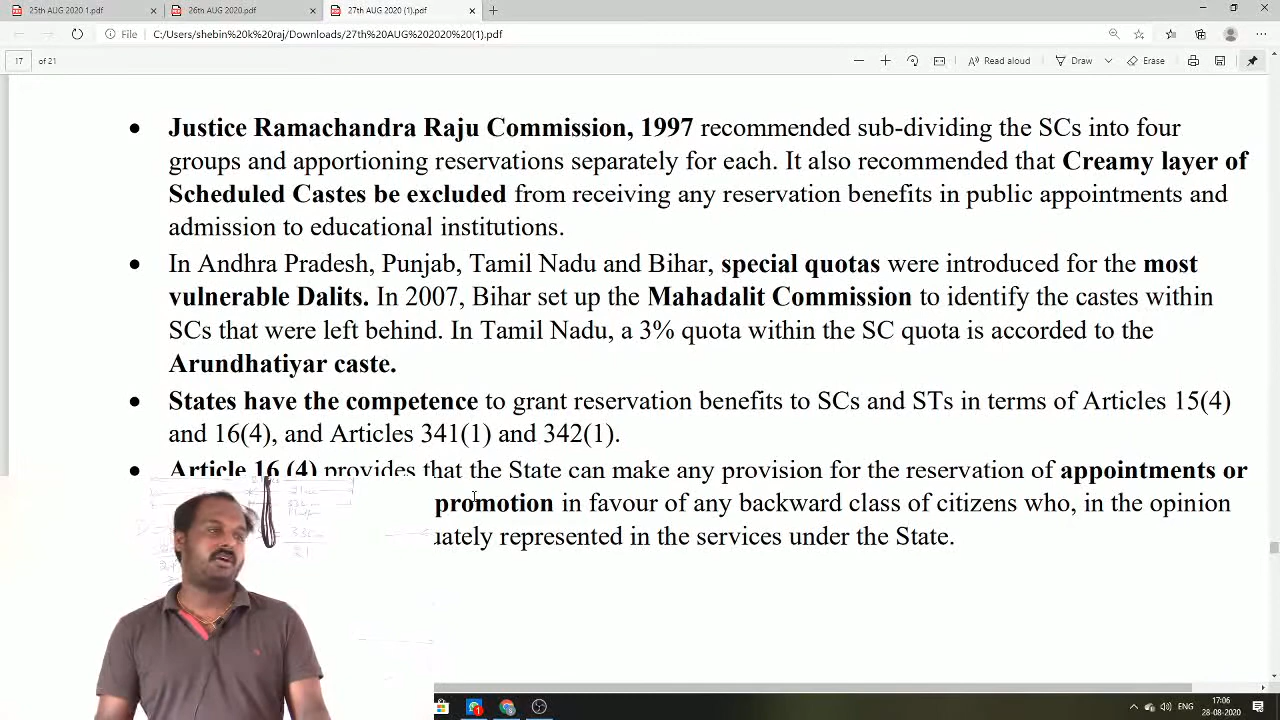 25th AUG 2020 1.pdf
26th AUG 2020.pdf
27th AUG 2020 (1).pdf
File
C:/Users/shebin%20k%20raj/Downloads/27th%20AUG%202020%20(1).pdf
17 of 21
Read aloud
Draw
Erase
• Justice Ramachandra Raju Commission, 1997 recommended sub-dividing the SCs into four
groups and apportioning reservations separately for each. It also recommended that Creamy layer of
Scheduled Castes be excluded from receiving any reservation benefits in public appointments and
admission to educational institutions.
• In Andhra Pradesh, Punjab, Tamil Nadu and Bihar, special quotas were introduced for the most
vulnerable Dalits. In 2007, Bihar set up the Mahadalit Commission to identify the castes within
SCs that were left behind. In Tamil Nadu, a 3% quota within the SC quota is accorded to the
Arundhatiyar caste.
• States have the competence to grant reservation benefits to SCs and STs in terms of Articles 15(4)
and 16(4), and Articles 341(1) and 342(1).
• Article 16 (4) provides that the State can make any provision for the reservation of appointments or
promotion in favour of any backward class of citizens who, in the opinion
uately represented in the services under the State.
ENG
17:06
28-08-2020